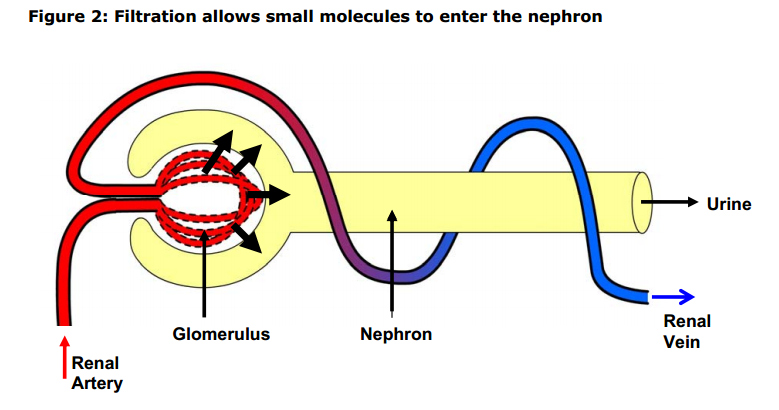 Figure 2: Filtration allows small molecules to enter the nephron
Urine
Glomerulus
Nephron
Renal
Vein
Renal
Artery